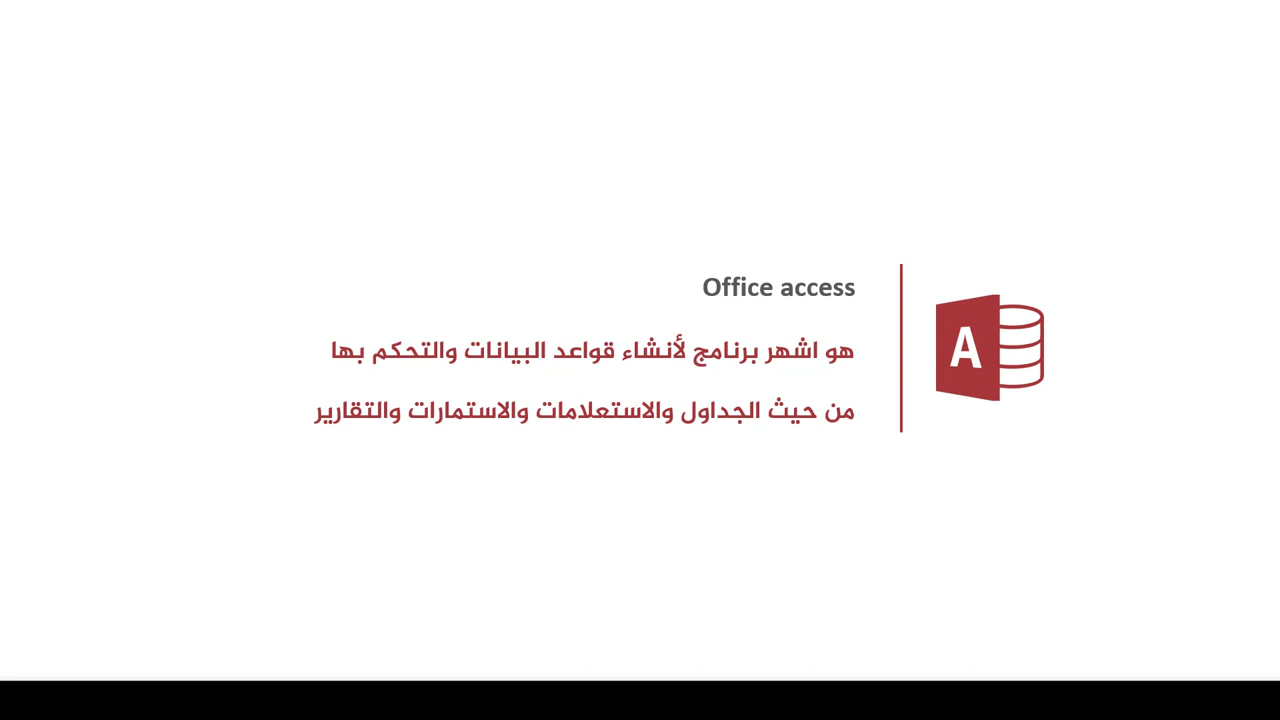 Office access
هو اشهر برنامج لأنشاء قواعد البيانات والتحكم بها
من حيث الجداول والاستعلامات والاستمارات والتقارير
A